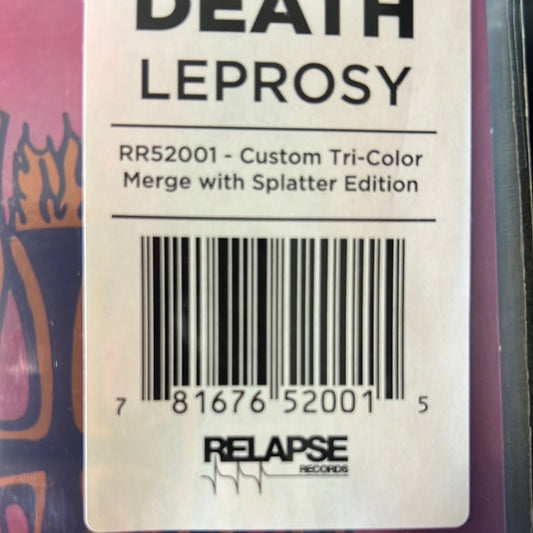 DEATH
LEPROSY
RR52001 - Custom Tri-Color
Merge with Splatter Edition
7 81676 52001 5
RELAPSE
RECORDS